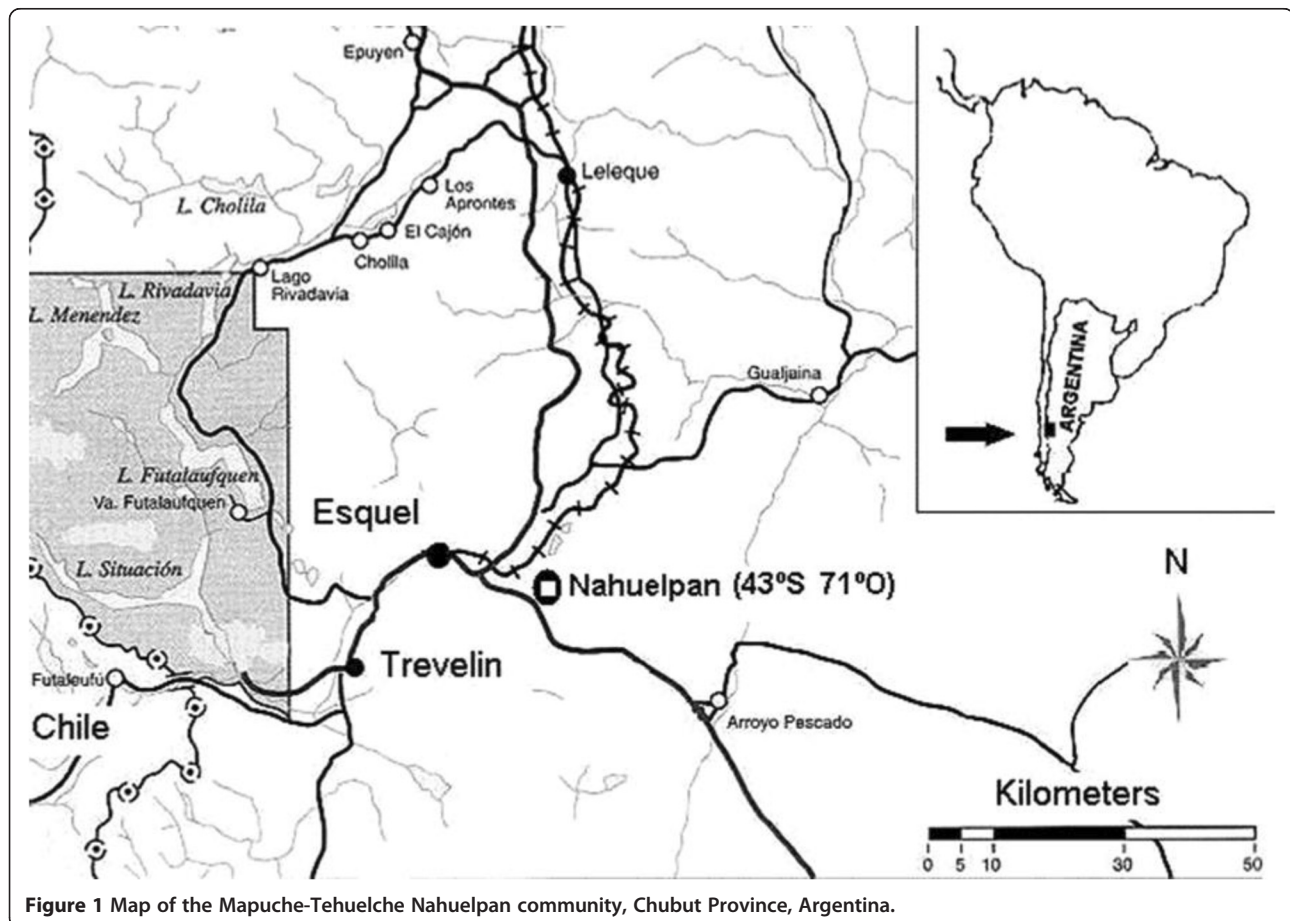 Epuyen
Leleque
Los
Aprontes
L. Cholila
El Cajón
Cholila
Lago
Rivadavia
L. Rivadavia
L. Menendez
Gualjaina
ARGENTINA
L. Futalaufquen
Va. Futalaufquen
Esquel
L. Situación
Nahuelpan (43ºS 71ºO)
N
Trevelin
Futaleufú
Chile
Arroyo Pescado
Kilometers
0 5 10 30 50
Figure 1 Map of the Mapuche-Tehuelche Nahuelpan community, Chubut Province, Argentina.